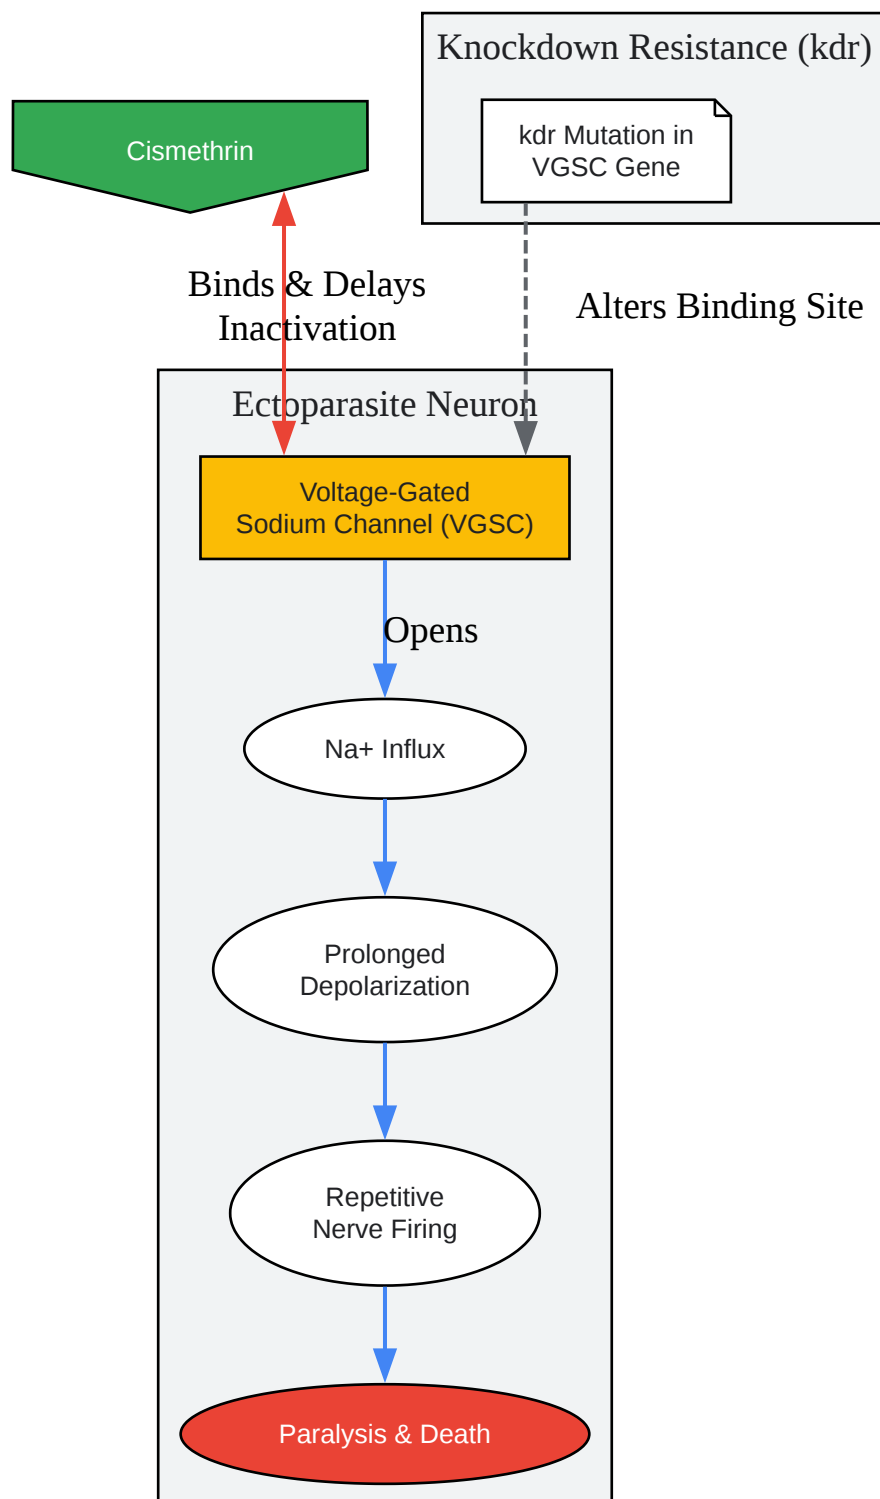 Knockdown Resistance (kdr)
Cismethrin
kdr Mutation in
VGSC Gene
Binds & Delays
Inactivation
Alters Binding Site
Ectoparasite Neuron
Voltage-Gated
Sodium Channel (VGSC)
Opens
Na+ Influx
Prolonged
Depolarization
Repetitive
Nerve Firing
Paralysis & Death